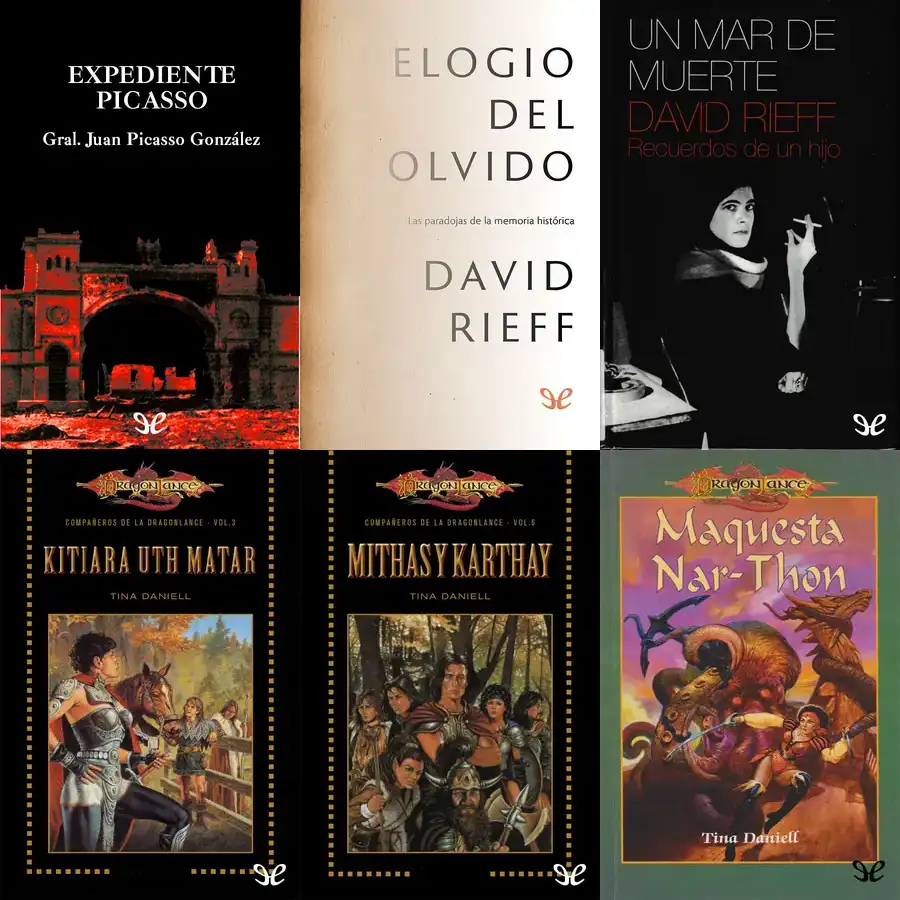 EXPEDIENTE
PICASSO
Gral. Juan Picasso González
ELOGIO
DEL
OLVIDO
Las paradojas de la memoria histórica
DAVID
RIEFF
UN MAR DE
MUERTE
DAVID RIEFF
Recuerdos de un hijo
DRAGONLANCE
COMPAÑEROS DE LA DRAGONLANCE · VOL.3
KITIARA UTH MATAR
TINA DANIELL
DRAGONLANCE
COMPAÑEROS DE LA DRAGONLANCE · VOL.6
MITHAS Y KARTHAY
TINA DANIELL
DRAGONLANCE
Maquesta
Nar-Thon
Tina Daniell